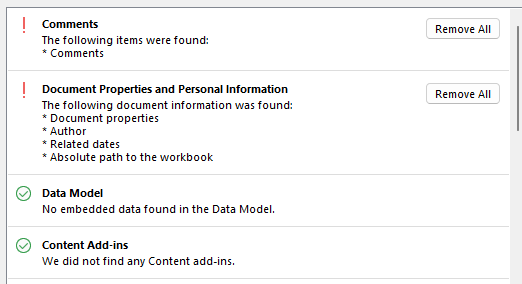 Comments
Remove All
The following items were found:
* Comments
Document Properties and Personal Information
Remove All
The following document information was found:
* Document properties
* Author
* Related dates
* Absolute path to the workbook
Data Model
No embedded data found in the Data Model.
Content Add-ins
We did not find any Content add-ins.